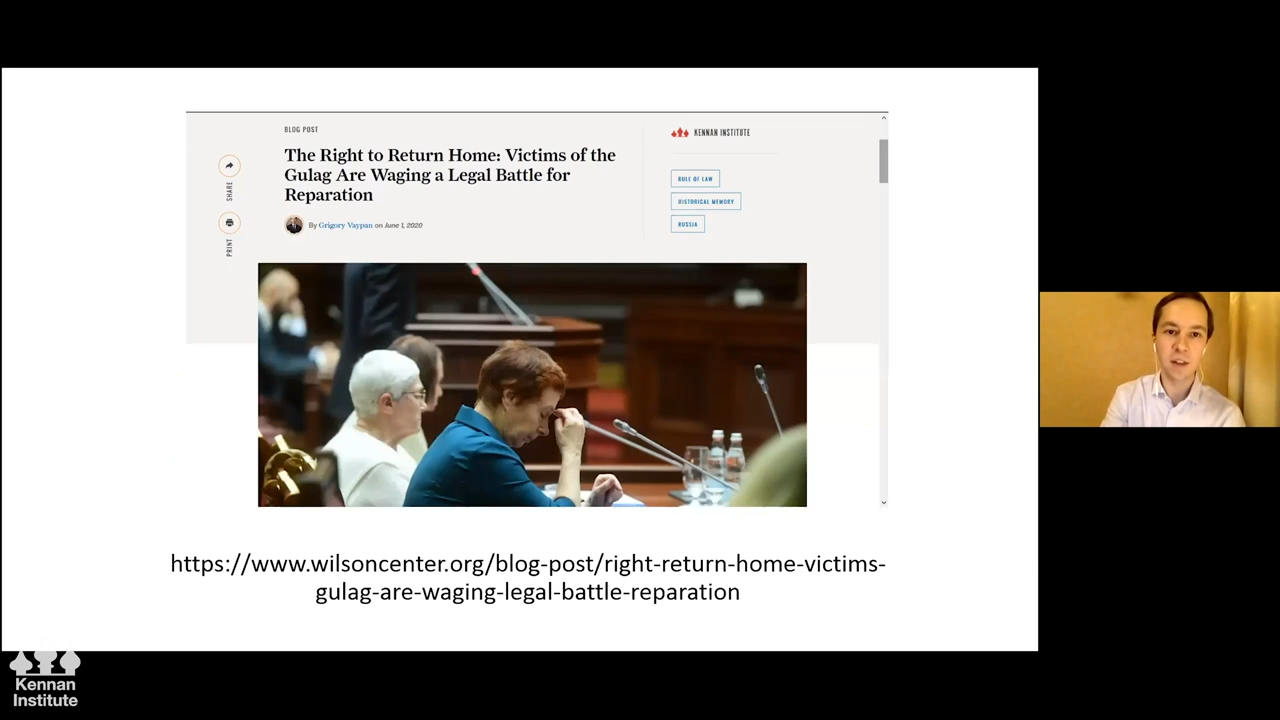 BLOG POST
The Right to Return Home: Victims of the
Gulag Are Waging a Legal Battle for
Reparation
By Grigory Vaypan on June 1, 2020
SHARE
PRINT
KENNAN INSTITUTE
RULE OF LAW
HISTORICAL MEMORY
RUSSIA
https://www.wilsoncenter.org/blog-post/right-return-home-victims-
gulag-are-waging-legal-battle-reparation
Kennan
Institute